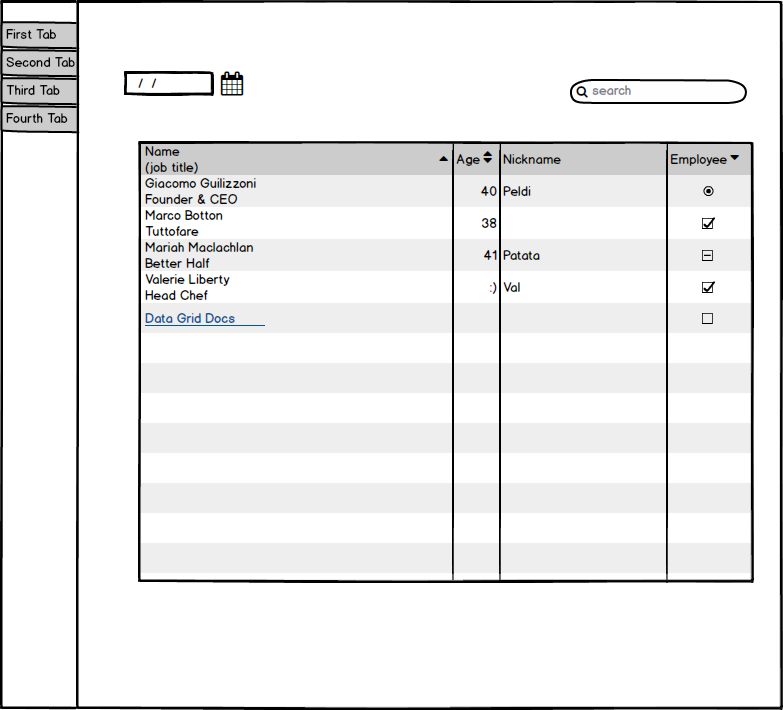 First Tab
Second Tab
Third Tab
Fourth Tab
/ /
search
Name
(job title)
Age
Nickname
Employee
Giacomo Guilizzoni
Founder & CEO
40
Peldi
Marco Botton
Tuttofare
38
Mariah Maclachlan
Better Half
41
Patata
Valerie Liberty
Head Chef
:)
Val
Data Grid Docs